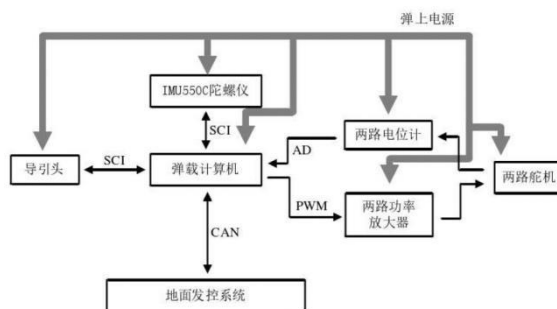 弹上电源
IMU550C陀螺仪
SCI
AD
两路电位计
导引头
SCI
弹载计算机
两路舵机
PWM
两路功率
放大器
CAN
地面发控系统